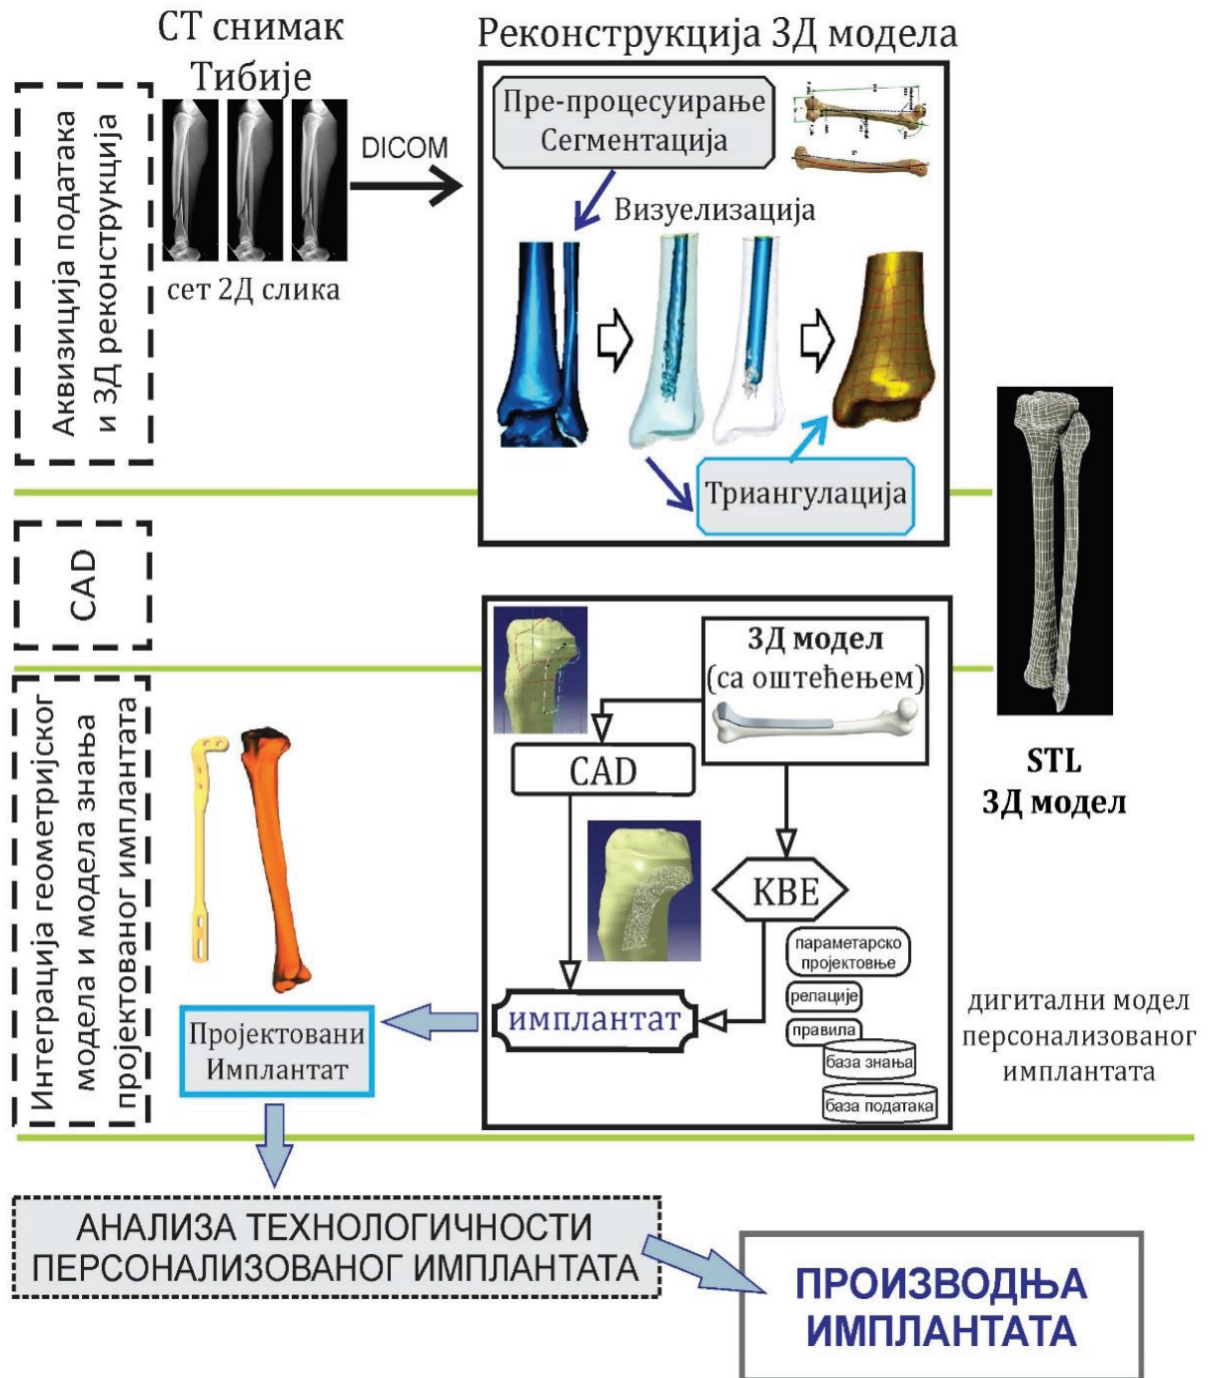 СТ снимак
Тибије
Реконструкција 3Д модела
Аквизиција података
и 3Д реконструкција
DICOM
сет 2Д слика
Пре-процесуирање
Сегментација
Визуелизација
Триангулација
CAD
3Д модел
(са оштећењем)
CAD
STL
3Д модел
Интеграција геометријског
модела и модела знања
пројектованог имплантата
KBE
параметарско
пројектовње
релације
правила
база знања
база података
имплантат
Пројектовани
Имплантат
дигитални модел
персонализованог
имплантата
АНАЛИЗА ТЕХНОЛОГИЧНОСТИ
ПЕРСОНАЛИЗОВАНОГ ИМПЛАНТАТА
ПРОИЗВОДЊА
ИМПЛАНТАТА